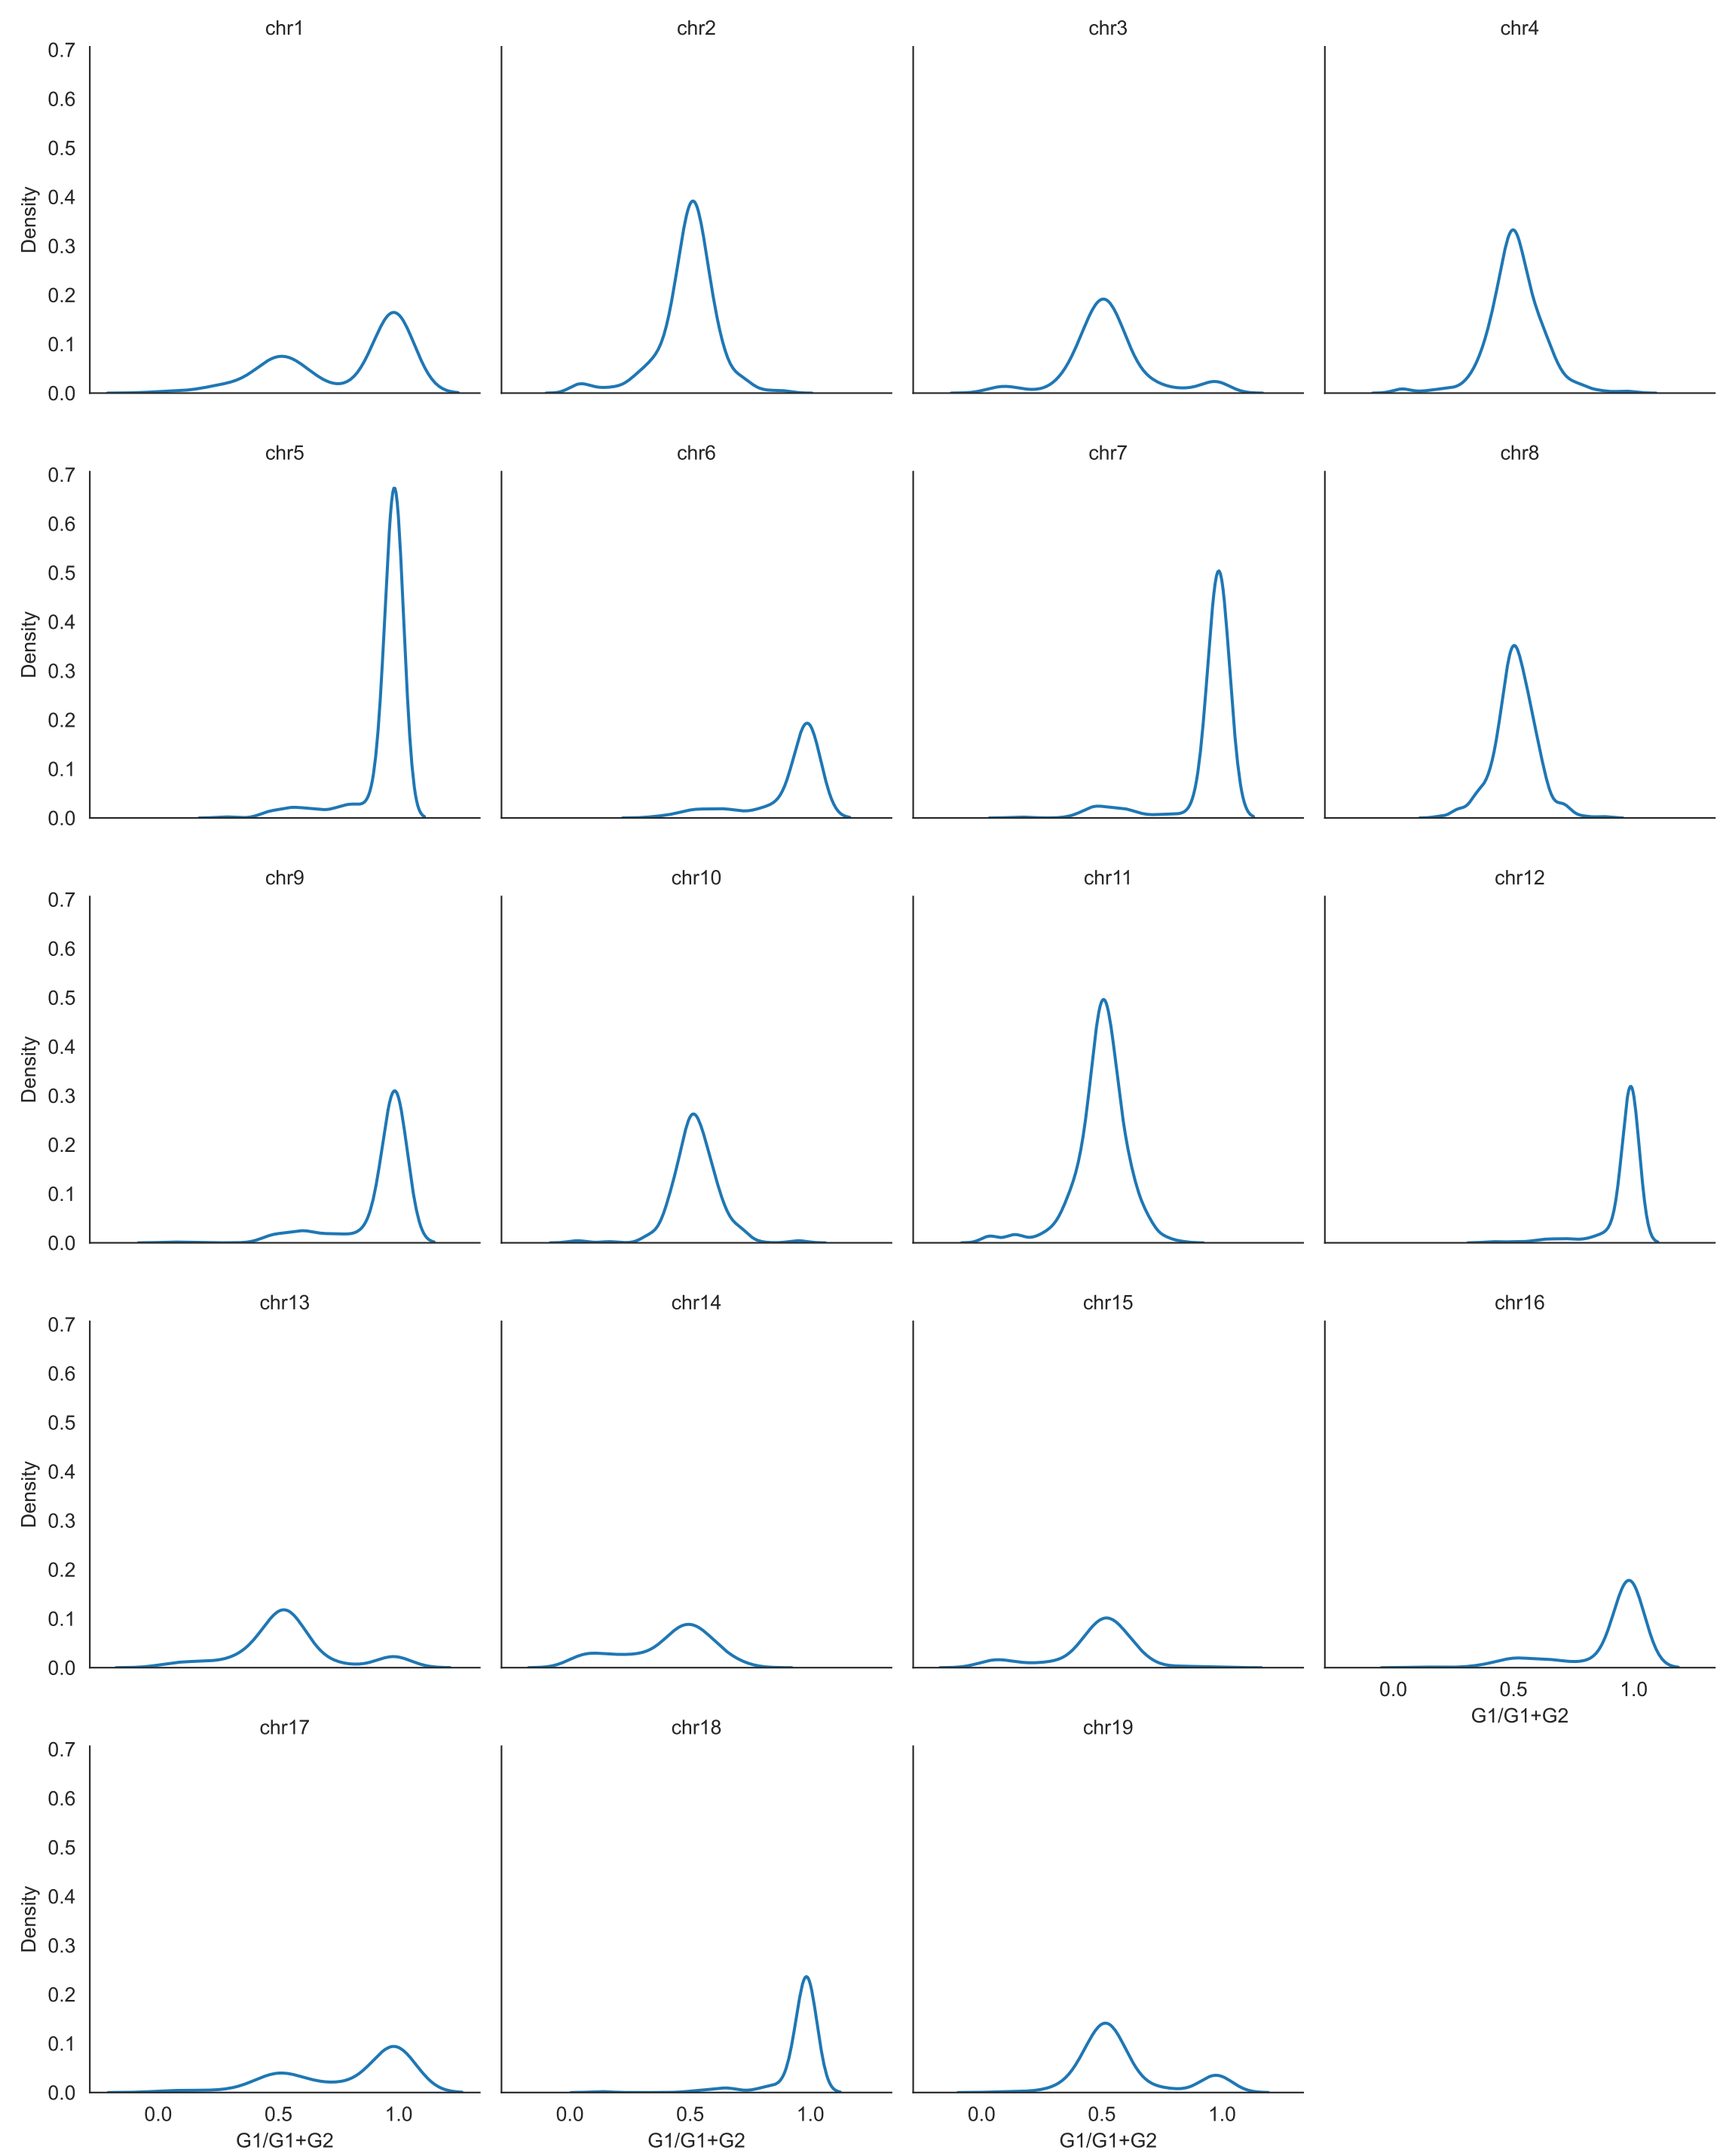 chr1 chr2 chr3 chr4
0.7
0.6
0.5
0.4
0.3
0.2
0.1
0.0
Density
chr5 chr6 chr7 chr8
0.7
0.6
0.5
0.4
0.3
0.2
0.1
0.0
Density
chr9 chr10 chr11 chr12
0.7
0.6
0.5
0.4
0.3
0.2
0.1
0.0
Density
chr13 chr14 chr15 chr16
0.7
0.6
0.5
0.4
0.3
0.2
0.1
0.0
Density
0.0 0.5 1.0
G1/G1+G2
chr17 chr18 chr19
0.7
0.6
0.5
0.4
0.3
0.2
0.1
0.0
Density
0.0 0.5 1.0 0.0 0.5 1.0 0.0 0.5 1.0
G1/G1+G2 G1/G1+G2 G1/G1+G2